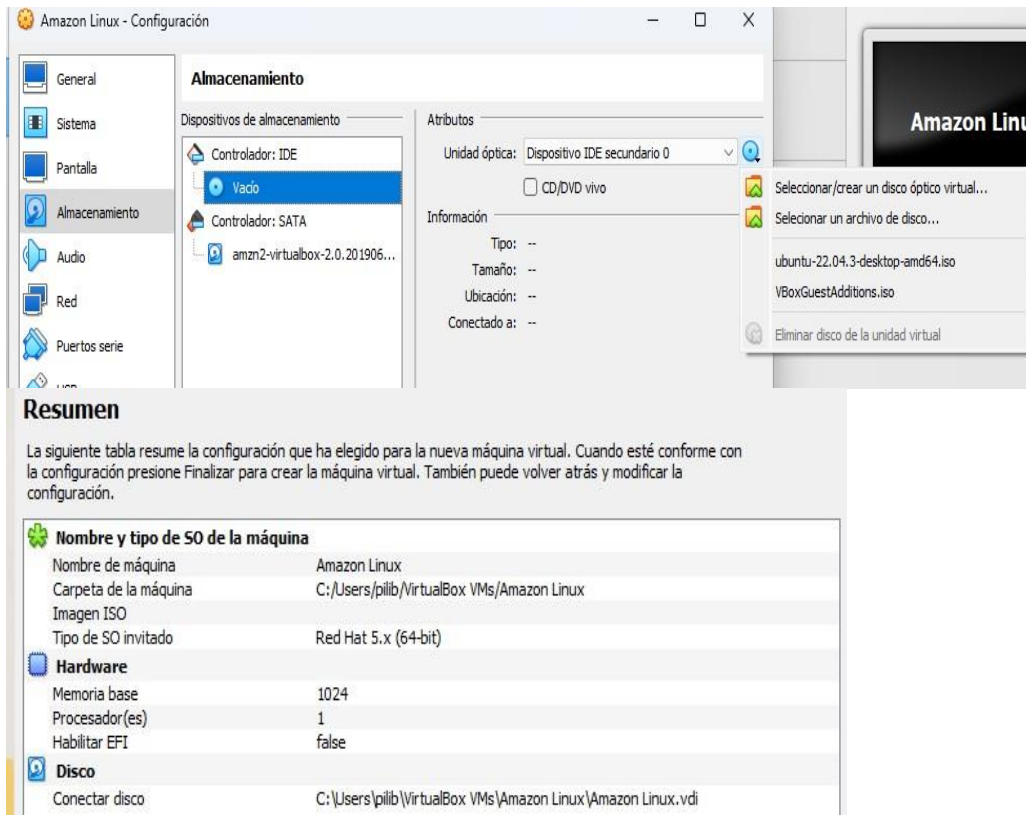 Amazon Linux - Configuración
General
Sistema
Pantalla
Almacenamiento
Audio
Red
Puertos serie
Almacenamiento
Dispositivos de almacenamiento
Controlador: IDE
Vacío
Controlador: SATA
amzn2-virtualbox-2.0.201906...
Atributos
Unidad óptica: Dispositivo IDE secundario 0
CD/DVD vivo
Información
Tipo: --
Tamaño: --
Ubicación: --
Conectado a: --
Amazon Linu
Seleccionar/crear un disco óptico virtual...
Selecionar un archivo de disco...
ubuntu-22.04.3-desktop-amd64.iso
VBoxGuestAdditions.iso
Eliminar disco de la unidad virtual
Resumen
La siguiente tabla resume la configuración que ha elegido para la nueva máquina virtual. Cuando esté conforme con
la configuración presione Finalizar para crear la máquina virtual. También puede volver atrás y modificar la
configuración.
Nombre y tipo de SO de la máquina
Nombre de máquina Amazon Linux
Carpeta de la máquina C:/Users/pilib/VirtualBox VMs/Amazon Linux
Imagen ISO
Tipo de SO invitado Red Hat 5.x (64-bit)
Hardware
Memoria base 1024
Procesador(es) 1
Habilitar EFI false
Disco
Conectar disco C:\Users\pilib\VirtualBox VMs\Amazon Linux\Amazon Linux.vdi